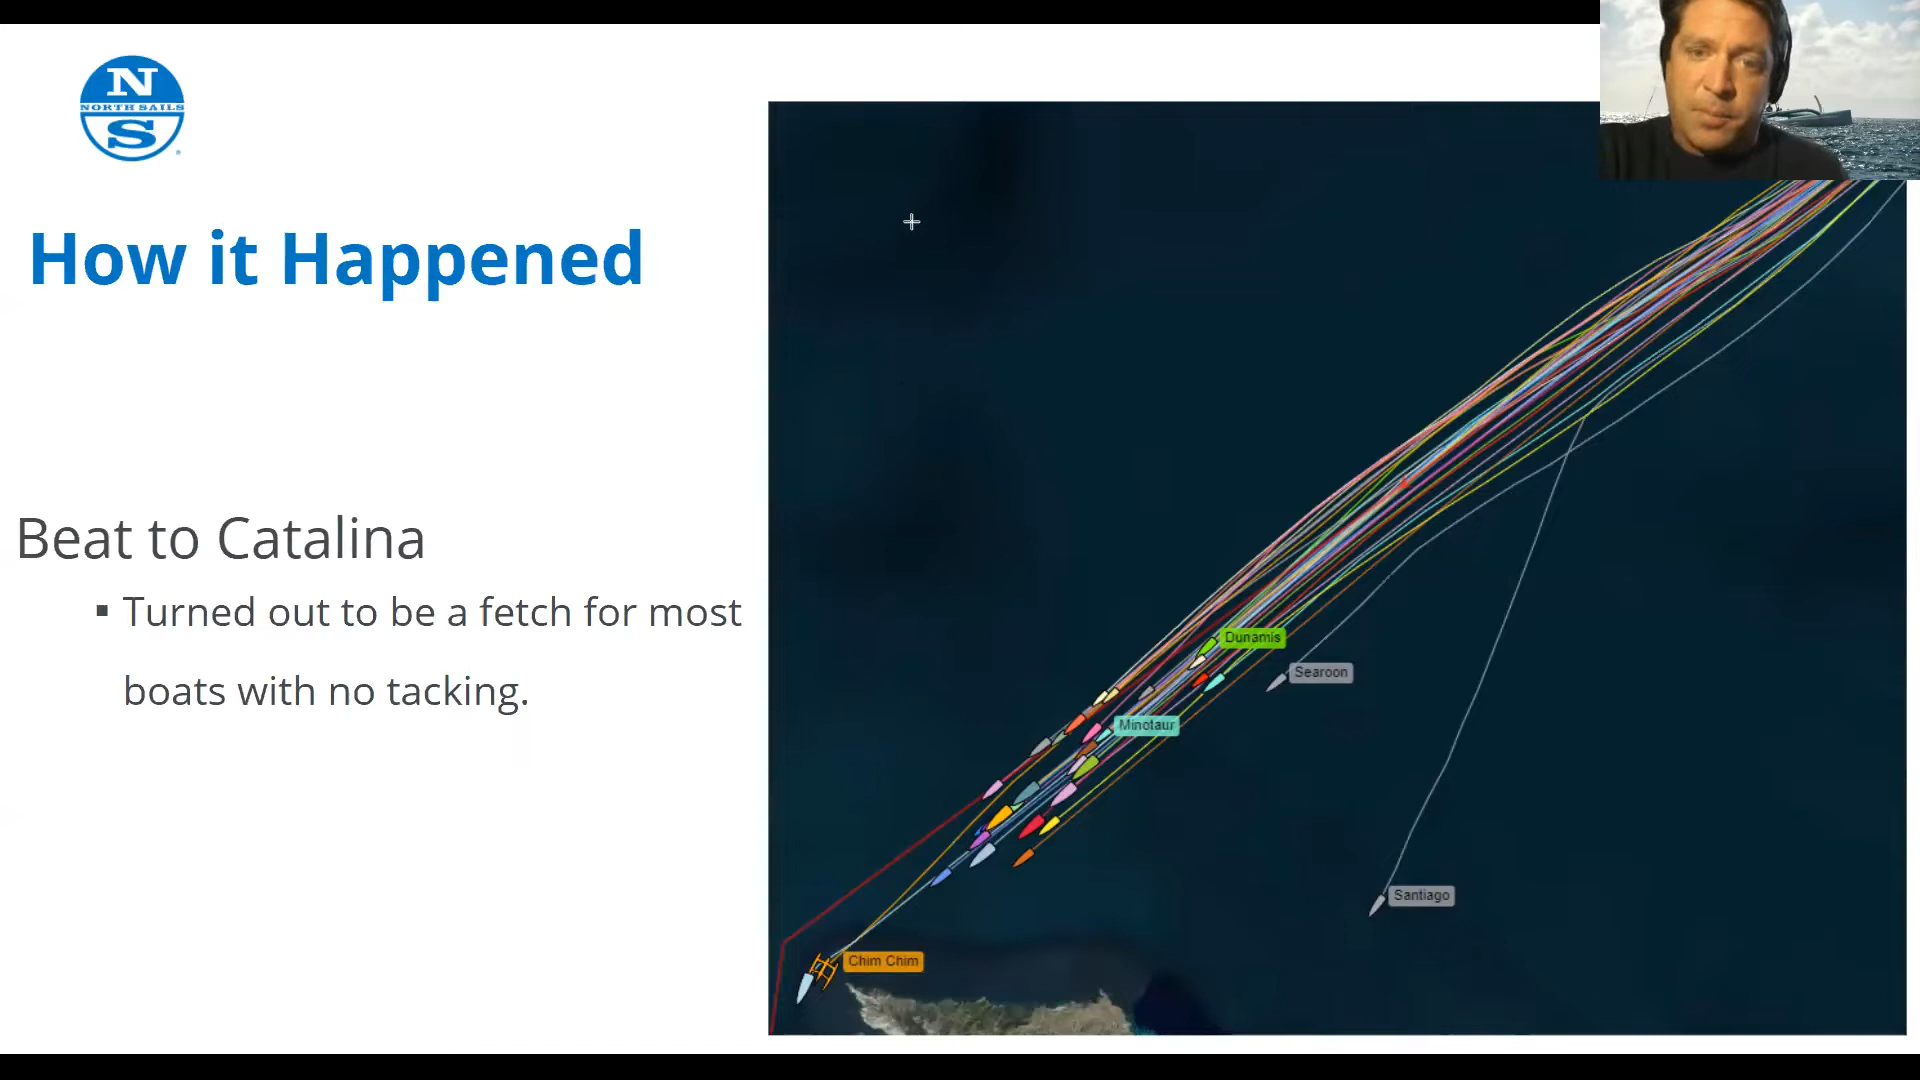 N
NORTH SAILS
S
How it Happened
Beat to Catalina
▪ Turned out to be a fetch for most
boats with no tacking.
Dunamis
Searoon
Minotaur
Santiago
Chim Chim